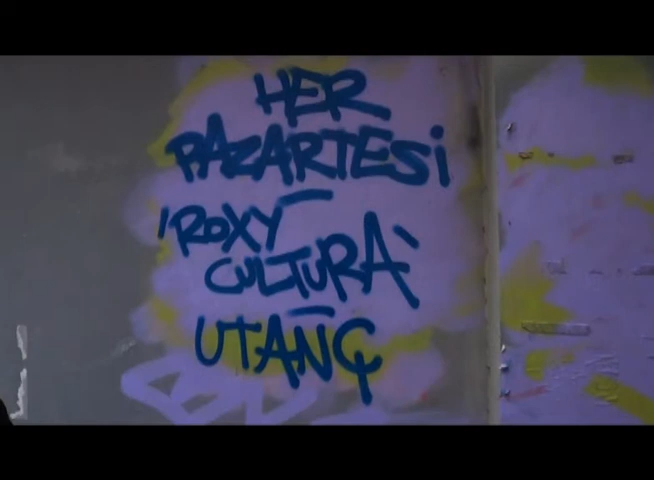 HER
PAZARTESi
-
'ROXY
CULTURA'
-
UTANÇ